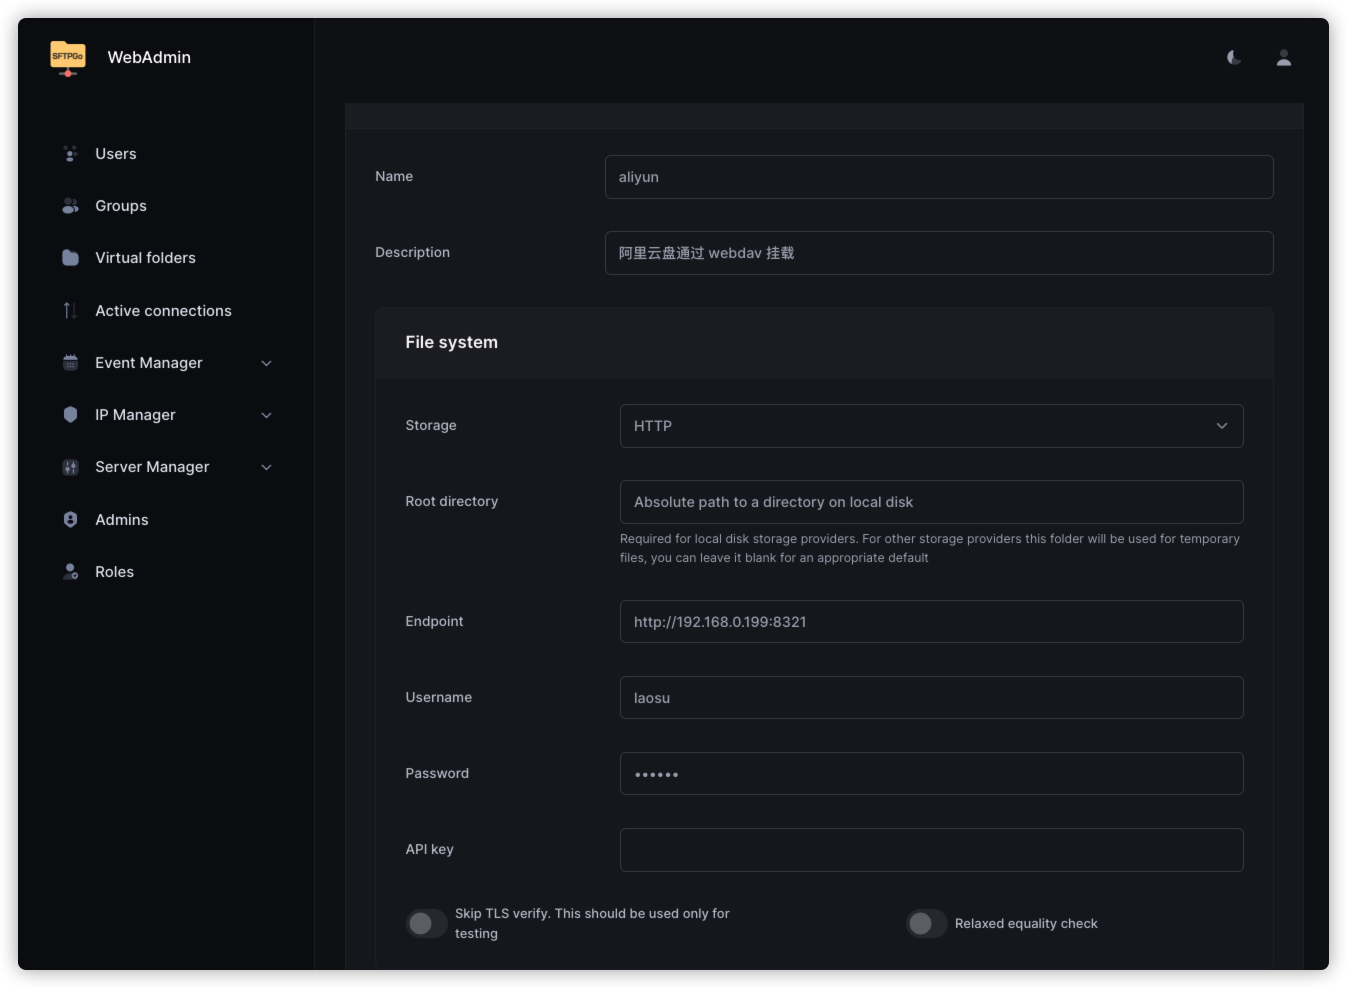 SFTPGo
WebAdmin
Users
Groups
Virtual folders
Active connections
Event Manager
IP Manager
Server Manager
Admins
Roles
Name
aliyun
Description
阿里云盘通过 webdav 挂载
File system
Storage
HTTP
Root directory
Absolute path to a directory on local disk
Required for local disk storage providers. For other storage providers this folder will be used for temporary
files, you can leave it blank for an appropriate default
Endpoint
http://192.168.0.199:8321
Username
laosu
Password
••••••
API key
Skip TLS verify. This should be used only for
testing
Relaxed equality check